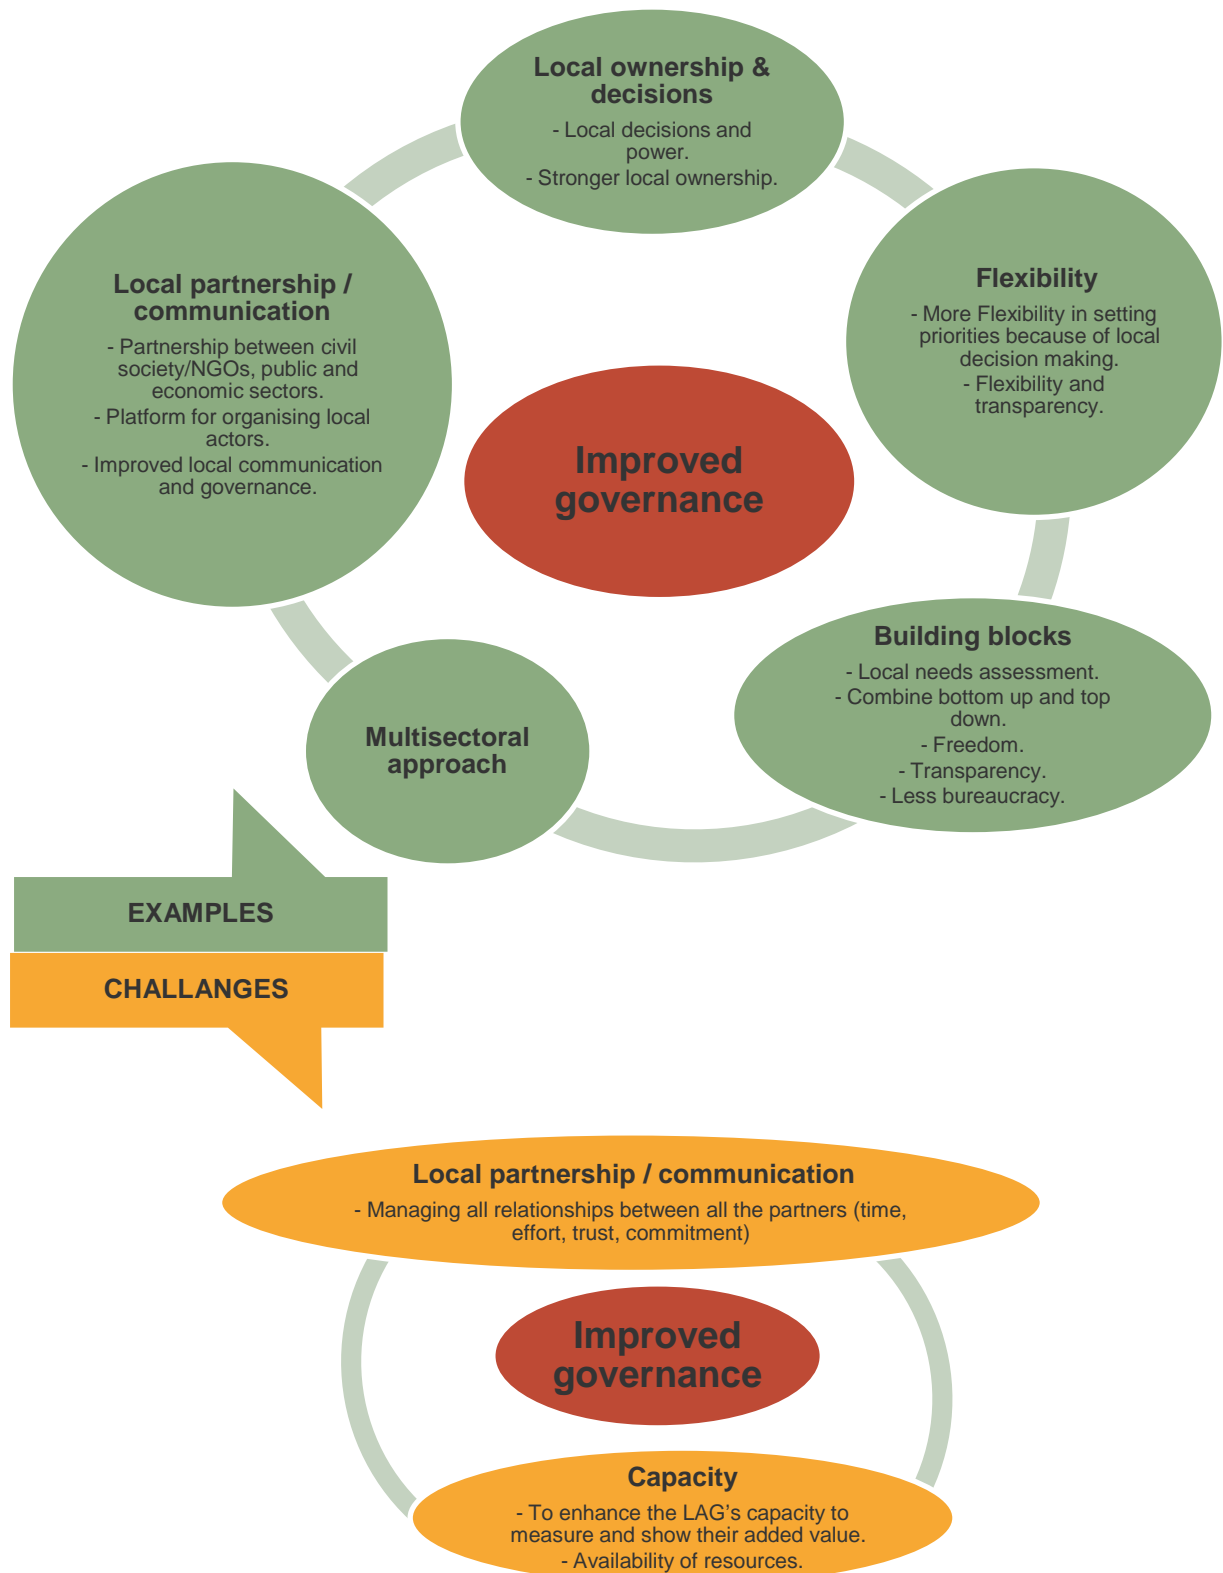 Local ownership &
decisions
- Local decisions and
power.
- Stronger local ownership.
Flexibility
- More Flexibility in setting
priorities because of local
decision making.
- Flexibility and
transparency.
Local partnership /
communication
- Partnership between civil
society/NGOs, public and
economic sectors.
- Platform for organising local
actors.
- Improved local communication
and governance.
Improved
governance
Building blocks
- Local needs assessment.
- Combine bottom up and top
down.
- Freedom.
- Transparency.
- Less bureaucracy.
Multisectoral
approach
EXAMPLES
CHALLANGES
Local partnership / communication
- Managing all relationships between all the partners (time,
effort, trust, commitment)
Improved
governance
Capacity
- To enhance the LAG’s capacity to
measure and show their added value.
- Availability of resources.